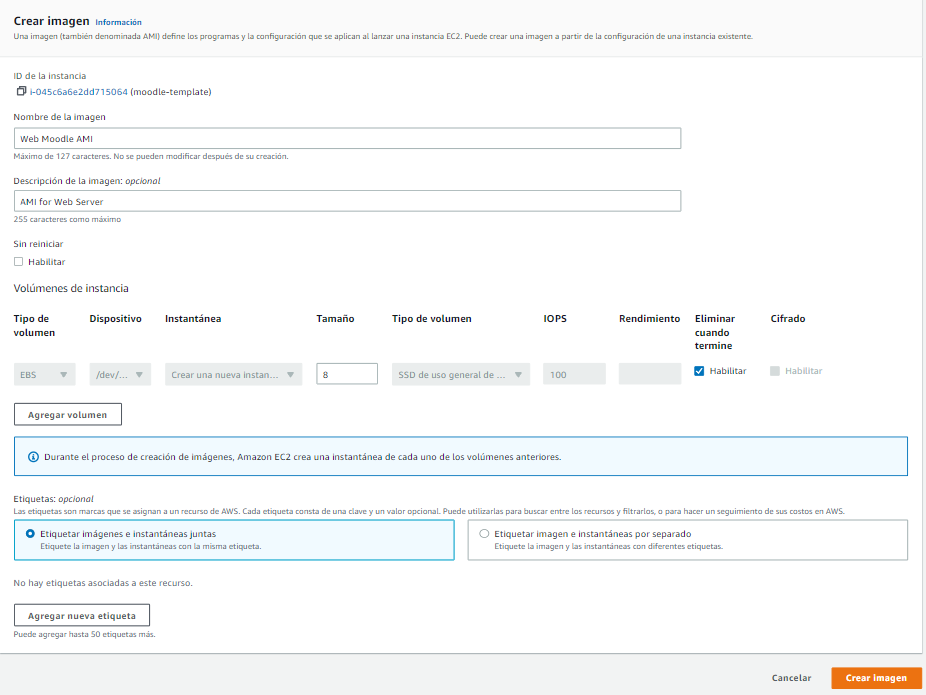 Crear imagen Información
Una imagen (también denominada AMI) define los programas y la configuración que se aplican al lanzar una instancia EC2. Puede crear una imagen a partir de la configuración de una instancia existente.
ID de la instancia
i-045c6a6e2dd715064 (moodle-template)
Nombre de la imagen
Web Moodle AMI
Máximo de 127 caracteres. No se pueden modificar después de su creación.
Descripción de la imagen: opcional
AMI for Web Server
255 caracteres como máximo
Sin reiniciar
Habilitar
Volúmenes de instancia
Tipo de volumen Dispositivo Instantánea Tamaño Tipo de volumen IOPS Rendimiento Eliminar cuando termine Cifrado
EBS /dev/... Crear una nueva instan... 8 SSD de uso general de ... 100 Habilitar Habilitar
Agregar volumen
Durante el proceso de creación de imágenes, Amazon EC2 crea una instantánea de cada uno de los volúmenes anteriores.
Etiquetas: opcional
Las etiquetas son marcas que se asignan a un recurso de AWS. Cada etiqueta consta de una clave y un valor opcional. Puede utilizarlas para buscar entre los recursos y filtrarlos, o para hacer un seguimiento de sus costos en AWS.
Etiquetar imágenes e instantáneas juntas
Etiquete la imagen y las instantáneas con la misma etiqueta.
Etiquetar imagen e instantáneas por separado
Etiquete la imagen y las instantáneas con diferentes etiquetas.
No hay etiquetas asociadas a este recurso.
Agregar nueva etiqueta
Puede agregar hasta 50 etiquetas más.
Cancelar Crear Imagen